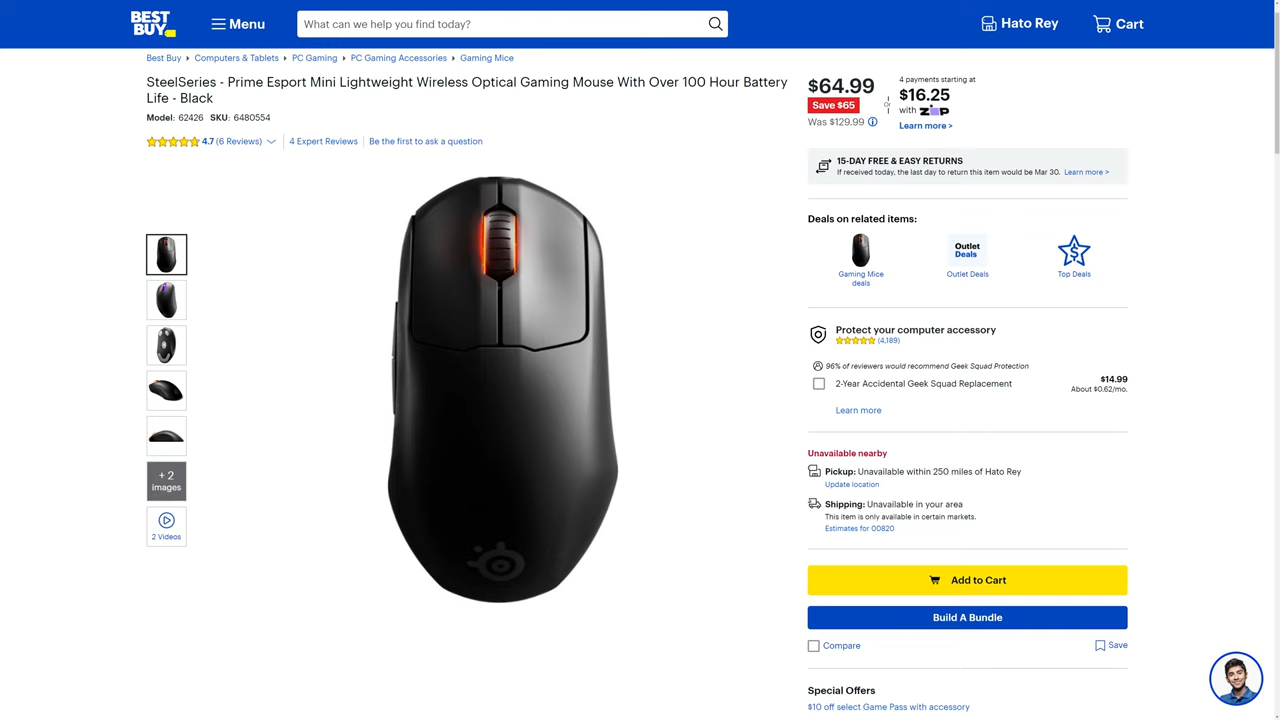 BEST
BUY
Menu
What can we help you find today?
Hato Rey
Cart
Best Buy
Computers & Tablets
PC Gaming
PC Gaming Accessories
Gaming Mice
SteelSeries - Prime Esport Mini Lightweight Wireless Optical Gaming Mouse With Over 100 Hour Battery
Life - Black
Model: 62426 SKU: 6480554
4.7 (6 Reviews)
4 Expert Reviews
Be the first to ask a question
+ 2
images
2 Videos
$64.99
Save $65
Was $129.99
Or
4 payments starting at
$16.25
with zip
Learn more >
15-DAY FREE & EASY RETURNS
If received today, the last day to return this item would be Mar 30. Learn more >
Deals on related items:
Gaming Mice
deals
Outlet
Deals
Outlet Deals
Top Deals
Protect your computer accessory
(4,189)
96% of reviewers would recommend Geek Squad Protection
2-Year Accidental Geek Squad Replacement
$14.99
About $0.62/mo.
Learn more
Unavailable nearby
Pickup: Unavailable within 250 miles of Hato Rey
Update location
Shipping: Unavailable in your area
This item is only available in certain markets.
Estimates for 00820
Add to Cart
Build A Bundle
Compare
Save
Special Offers
$10 off select Game Pass with accessory